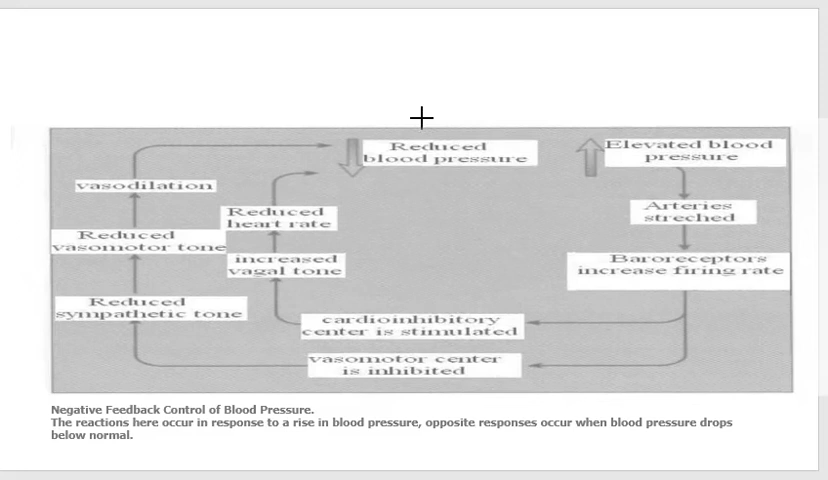 Reduced
blood pressure
Elevated blood
pressure
vasodilation
Arteries
streched
Reduced
heart rate
Reduced
vasomotor tone
increased
vagal tone
Baroreceptors
increase firing rate
Reduced
sympathetic tone
cardioinhibitory
center is stimulated
vasomotor center
is inhibited
Negative Feedback Control of Blood Pressure.
The reactions here occur in response to a rise in blood pressure, opposite responses occur when blood pressure drops
below normal.